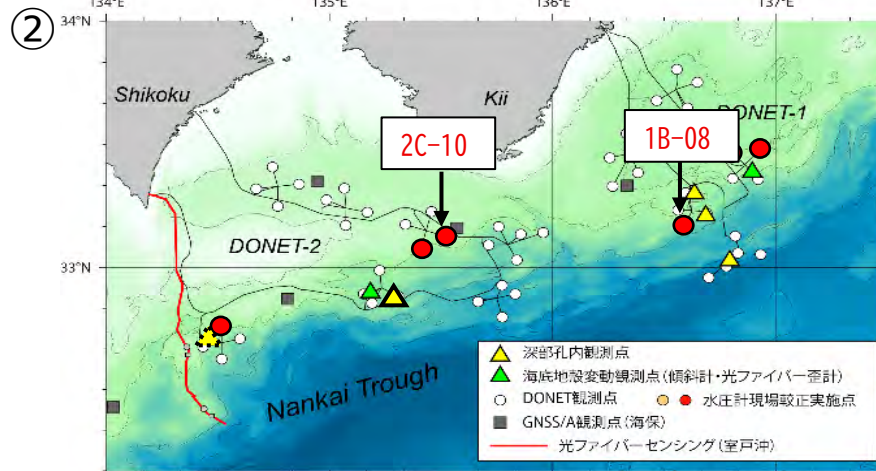 ②
134°E
135°E
136°E
137°E
34°N
Shikoku
Kii
DONET-1
2C-10
1B-08
DONET-2
33°N
Nankai Trough
深部孔内観測点
海底地殻変動観測点(傾斜計・光ファイバー歪計)
DONET観測点
水圧計現場較正実施点
GNSS/A観測点(海保)
光ファイバーセンシング(室戸沖)